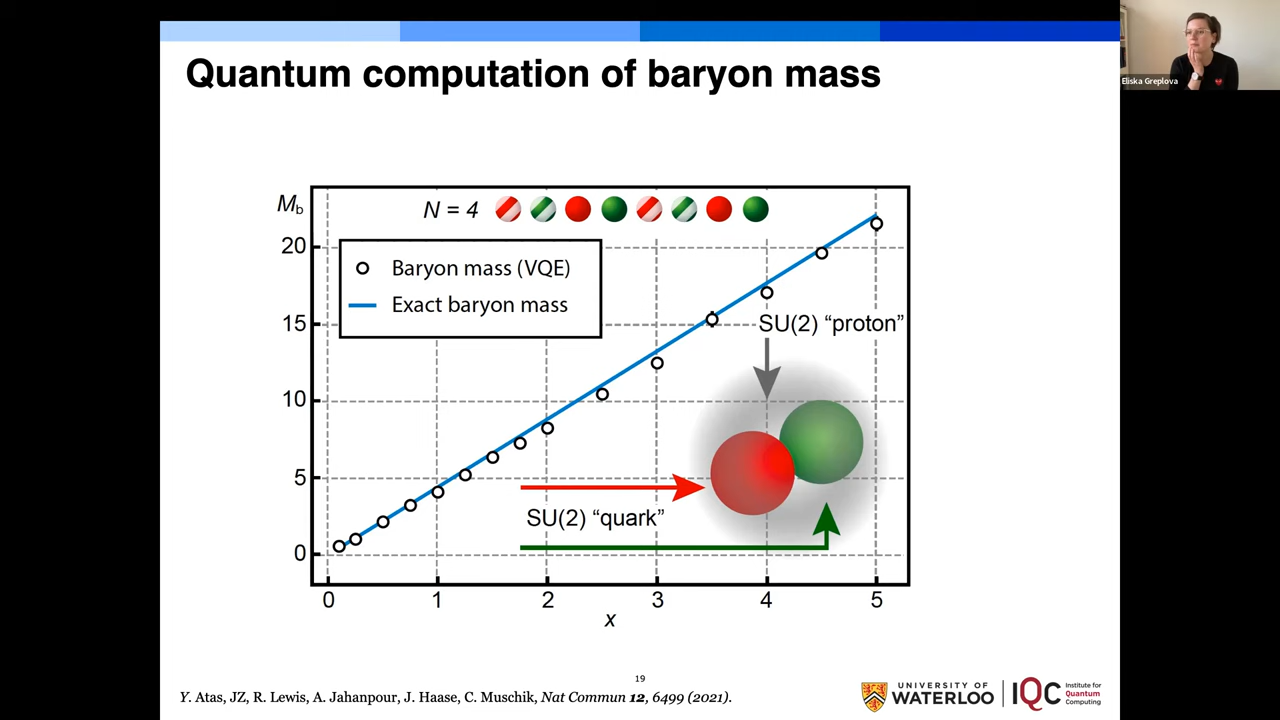 Quantum computation of baryon mass
Eliska Greplova
Mb
N = 4
Baryon mass (VQE)
Exact baryon mass
20
15
10
5
0
SU(2) “proton”
SU(2) “quark”
0 1 2 3 4 5
x
19
Y. Atas, JZ, R. Lewis, A. Jahanpour, J. Haase, C. Muschik, Nat Commun 12, 6499 (2021).
UNIVERSITY OF
WATERLOO
IQC
Institute for
Quantum
Computing